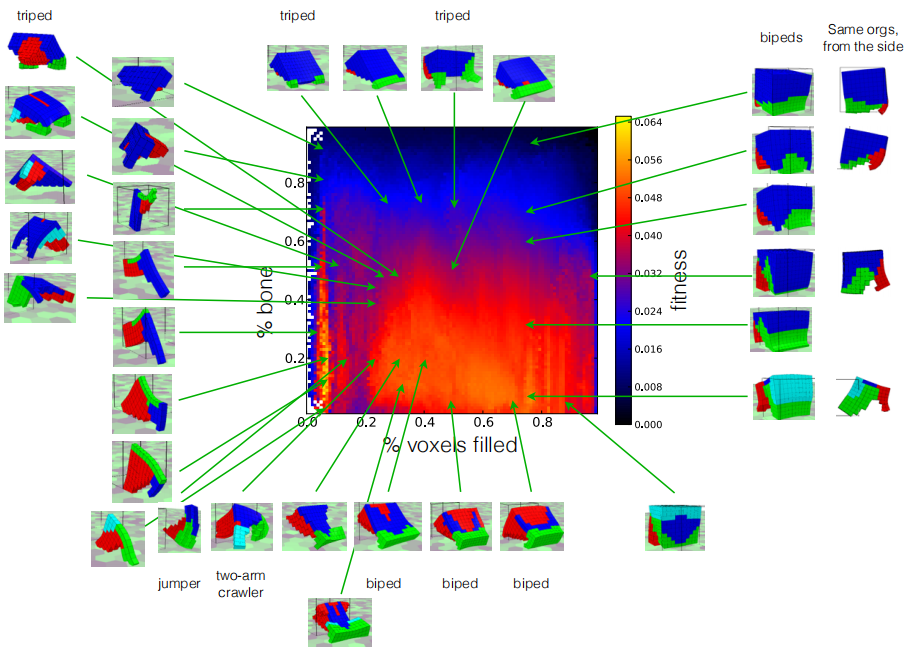 triped
triped
triped
bipeds
Same orgs,
from the side
0.8
0.6
0.4
0.2
% bone
0.0
0.2
0.4
0.6
0.8
% voxels filled
0.064
0.056
0.048
0.040
0.032
0.024
0.016
0.008
0.000
fitness
jumper
two-arm
crawler
biped
biped
biped